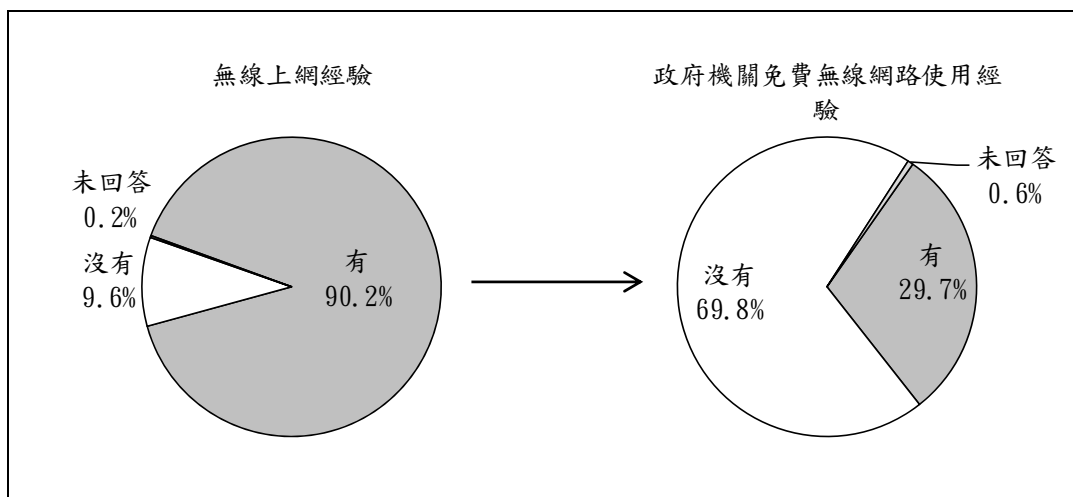 無線上網經驗
未回答
0.2%
沒有
9.6%
有
90.2%
政府機關免費無線網路使用經
驗
未回答
0.6%
沒有
69.8%
有
29.7%